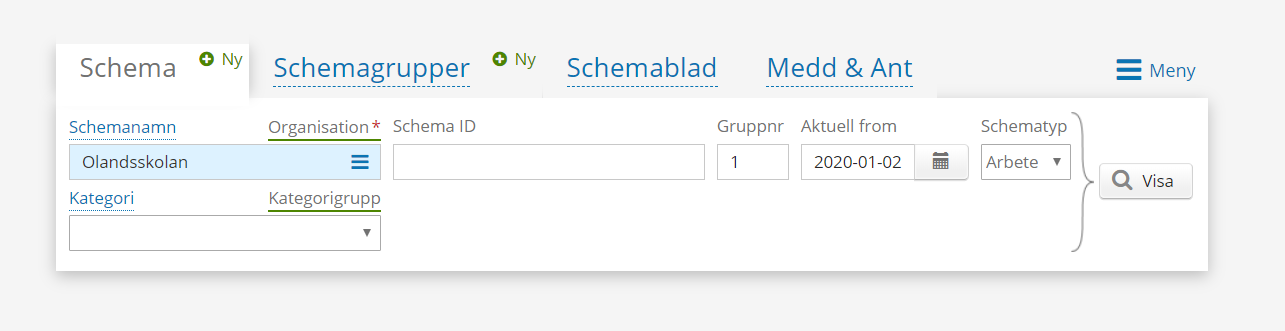 Schema Ny Schemagrupper Ny Schemablad Medd & Ant Meny
Schemanamn Organisation * Schema ID Gruppnr Aktuell from Schematyp
Olandsskolan 1 2020-01-02 Arbete Visa
Kategori Kategorigrupp